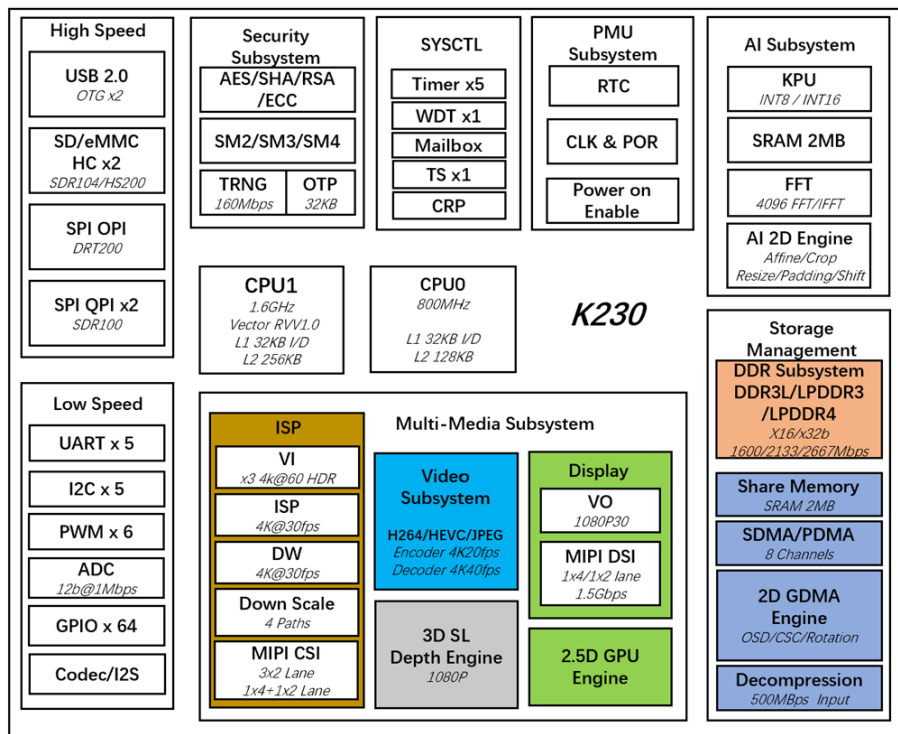 High Speed
USB 2.0
OTG x2
SD/eMMC
HC x2
SDR104/HS200
SPI OPI
DRT200
SPI QPI x2
SDR100
Security
Subsystem
AES/SHA/RSA
/ECC
SM2/SM3/SM4
TRNG
160Mbps
OTP
32KB
SYSCTL
Timer x5
WDT x1
Mailbox
TS x1
CRP
PMU
Subsystem
RTC
CLK & POR
Power on
Enable
AI Subsystem
KPU
INT8 / INT16
SRAM 2MB
FFT
4096 FFT/IFFT
AI 2D Engine
Affine/Crop
Resize/Padding/Shift
CPU1
1.6GHz
Vector RVV1.0
L1 32KB I/D
L2 256KB
CPU0
800MHz
L1 32KB I/D
L2 128KB
K230
Low Speed
UART x 5
I2C x 5
PWM x 6
ADC
12b@1Mbps
GPIO x 64
Codec/I2S
Multi-Media Subsystem
ISP
VI
x3 4k@60 HDR
ISP
4K@30fps
DW
4K@30fps
Down Scale
4 Paths
MIPI CSI
3x2 Lane
1x4+1x2 Lane
Video
Subsystem
H264/HEVC/JPEG
Encoder 4K20fps
Decoder 4K40fps
3D SL
Depth Engine
1080P
Display
VO
1080P30
MIPI DSI
1x4/1x2 lane
1.5Gbps
2.5D GPU
Engine
Storage
Management
DDR Subsystem
DDR3L/LPDDR3
/LPDDR4
X16/x32b
1600/2133/2667Mbps
Share Memory
SRAM 2MB
SDMA/PDMA
8 Channels
2D GDMA
Engine
OSD/CSC/Rotation
Decompression
500MBps Input